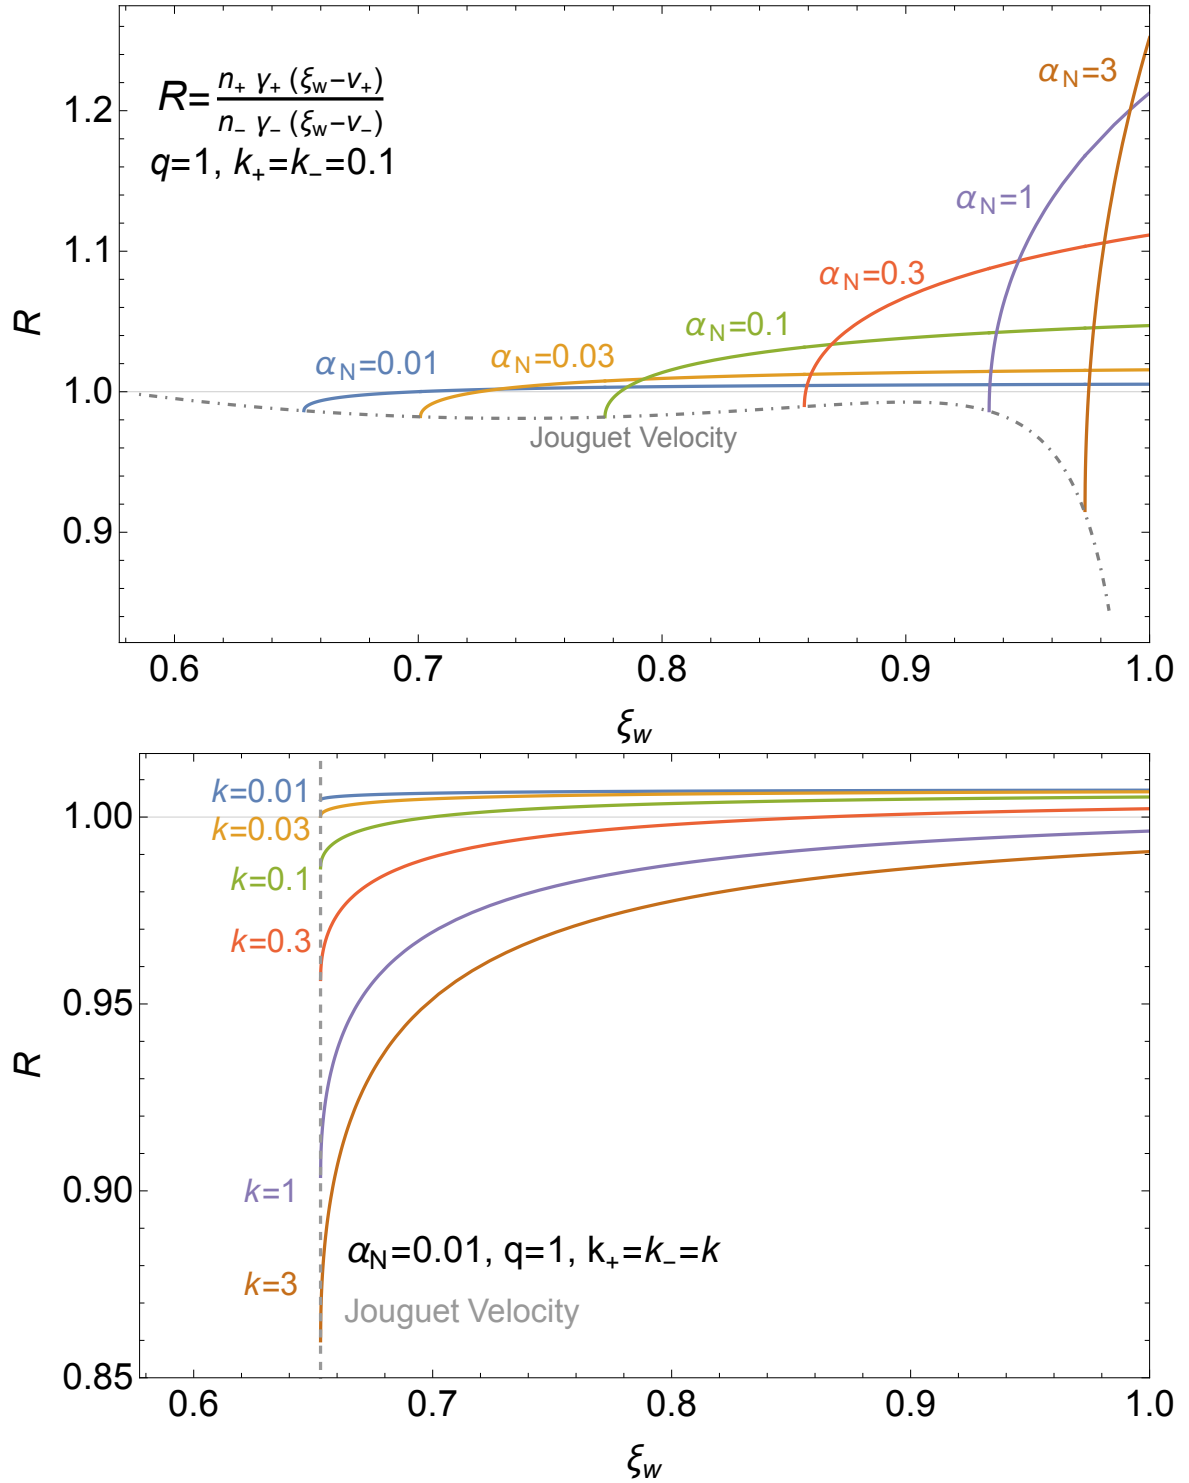 R= n₊ γ₊ (ξw−v₊)
n₋ γ₋ (ξw−v₋)
q=1, k₊=k₋=0.1
αN=3
αN=1
αN=0.3
αN=0.1
αN=0.03
αN=0.01
Jouguet Velocity
1.2
1.1
1.0
0.9
R
0.6 0.7 0.8 0.9 1.0
ξw
k=0.01
k=0.03
k=0.1
k=0.3
k=1
k=3
αN=0.01, q=1, k₊=k₋=k
Jouguet Velocity
1.00
0.95
0.90
0.85
R
0.6 0.7 0.8 0.9 1.0
ξw